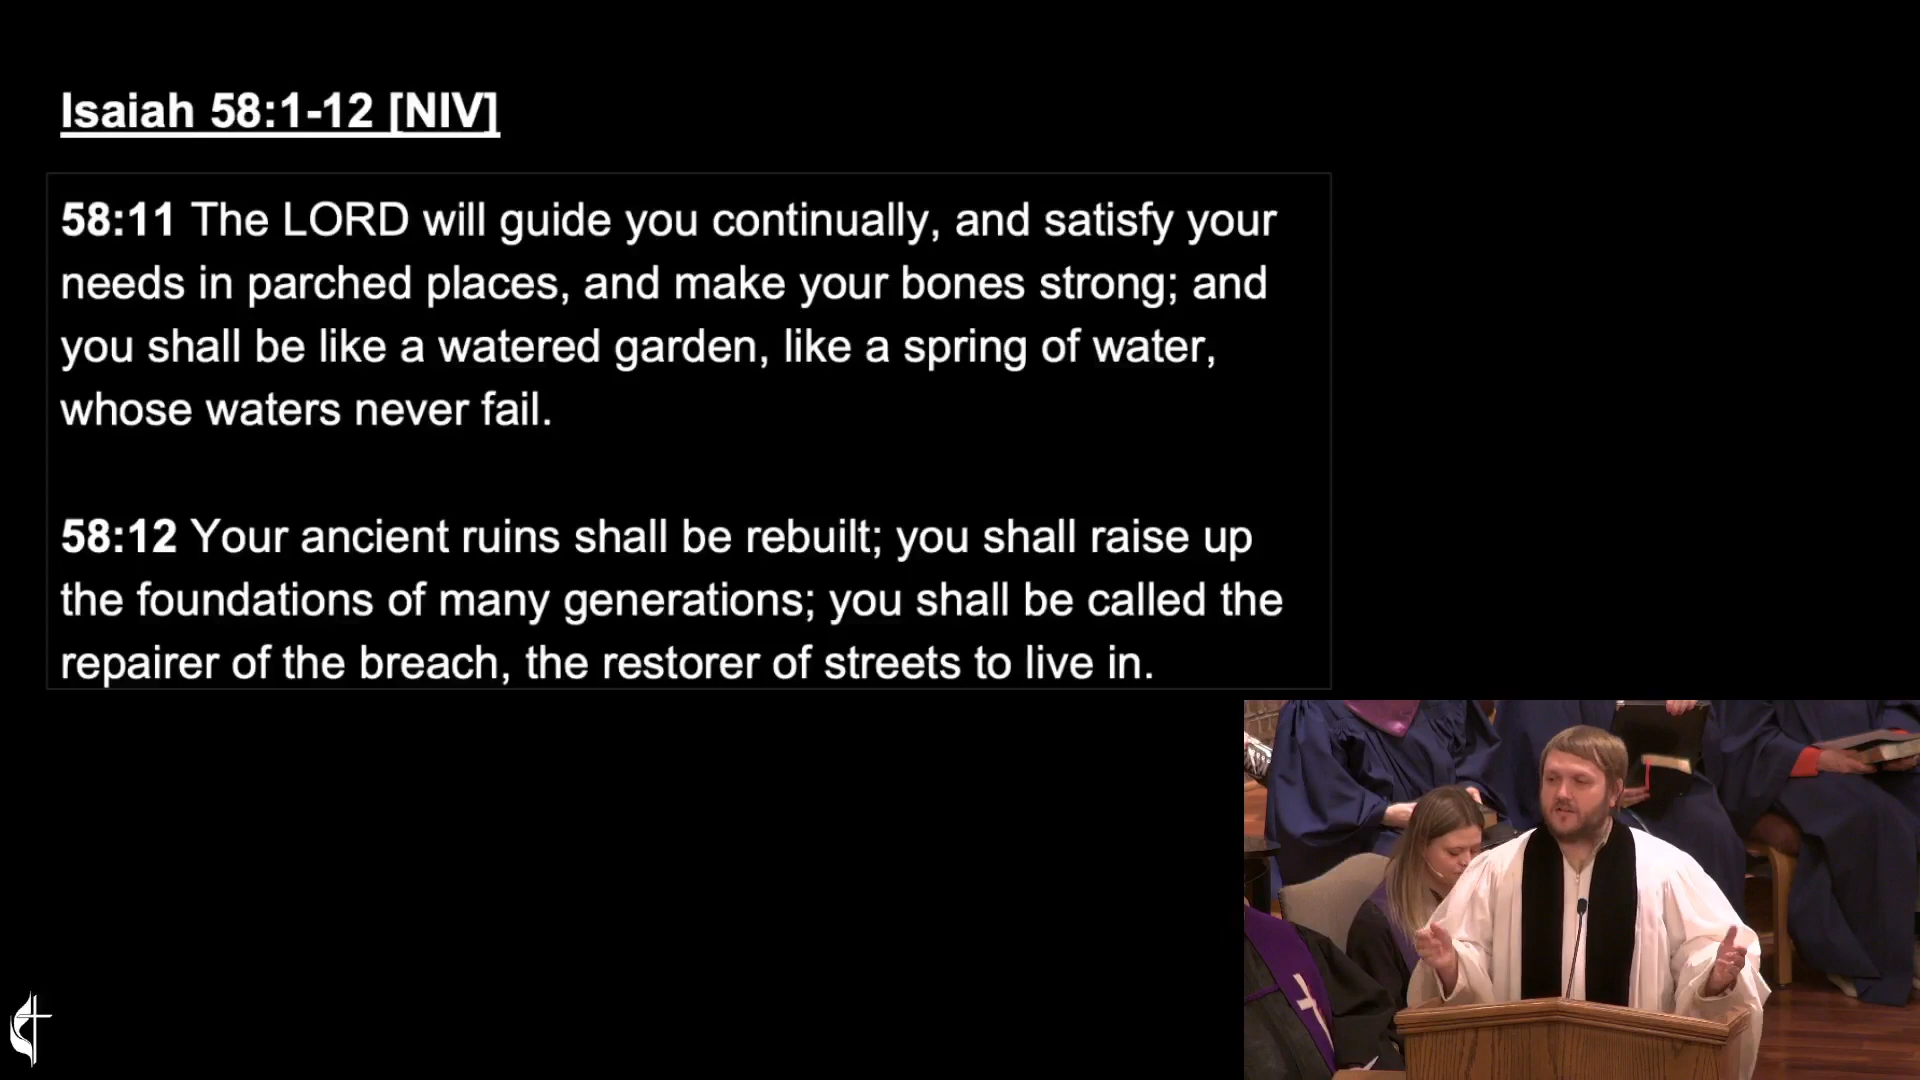 Isaiah 58:1-12 [NIV]
58:11 The LORD will guide you continually, and satisfy your
needs in parched places, and make your bones strong; and
you shall be like a watered garden, like a spring of water,
whose waters never fail.
58:12 Your ancient ruins shall be rebuilt; you shall raise up
the foundations of many generations; you shall be called the
repairer of the breach, the restorer of streets to live in.